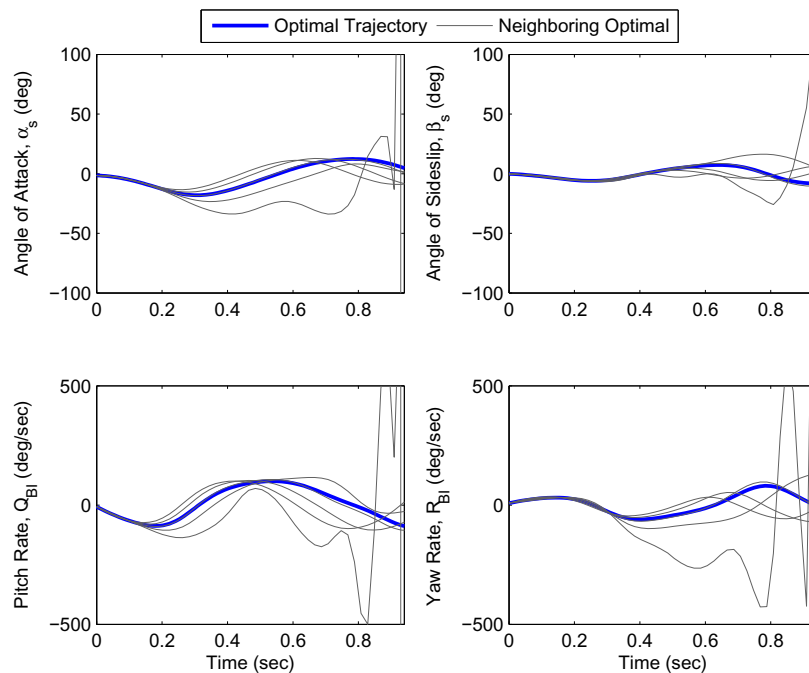 Optimal Trajectory Neighboring Optimal
Angle of Attack, α_s (deg)
100
50
0
−50
−100
0 0.2 0.4 0.6 0.8
Angle of Sideslip, β_s (deg)
100
50
0
−50
−100
0 0.2 0.4 0.6 0.8
Pitch Rate, Q_BI (deg/sec)
500
0
−500
0 0.2 0.4 0.6 0.8
Time (sec)
Yaw Rate, R_BI (deg/sec)
500
0
−500
0 0.2 0.4 0.6 0.8
Time (sec)